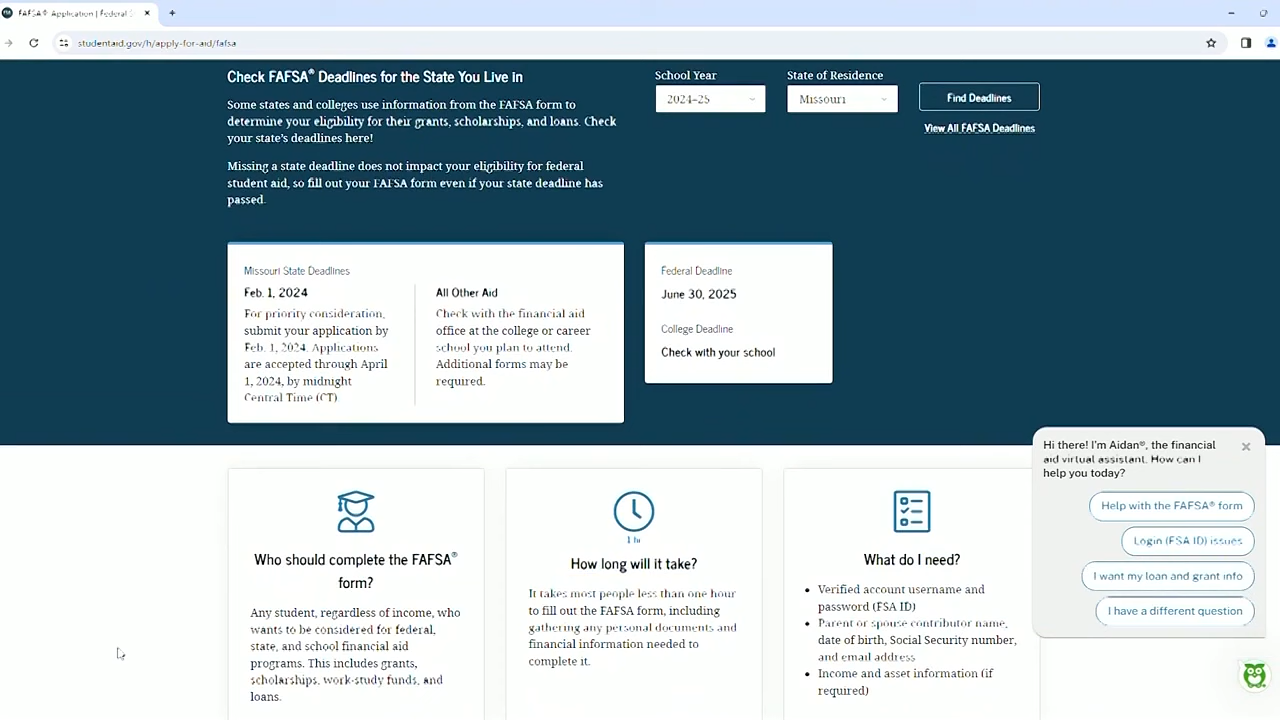 FAFSA® Application | Federal S
studentaid.gov/h/apply-for-aid/fafsa
Check FAFSA® Deadlines for the State You Live in
Some states and colleges use information from the FAFSA form to
determine your eligibility for their grants, scholarships, and loans. Check
your state's deadlines here!
Missing a state deadline does not impact your eligibility for federal
student aid, so fill out your FAFSA form even if your state deadline has
passed.
School Year
2024–25
State of Residence
Missouri
Find Deadlines
View All FAFSA Deadlines
Missouri State Deadlines
Feb. 1, 2024
For priority consideration,
submit your application by
Feb. 1, 2024. Applications
are accepted through April
1, 2024, by midnight
Central Time (CT)
All Other Aid
Check with the financial aid
office at the college or career
school you plan to attend.
Additional forms may be
required.
Federal Deadline
June 30, 2025
College Deadline
Check with your school
Who should complete the FAFSA®
form?
Any student, regardless of income, who
wants to be considered for federal,
state, and school financial aid
programs. This includes grants,
scholarships, work-study funds, and
loans.
1 hr
How long will it take?
It takes most people less than one hour
to fill out the FAFSA form, including
gathering any personal documents and
financial information needed to
complete it.
What do I need?
• Verified account username and
password (FSA ID)
• Parent or spouse contributor name,
date of birth, Social Security number,
and email address
• Income and asset information (if
required)
Hi there! I'm Aidan®, the financial
aid virtual assistant. How can I
help you today?
Help with the FAFSA® form
Login (FSA ID) issues
I want my loan and grant info
I have a different question